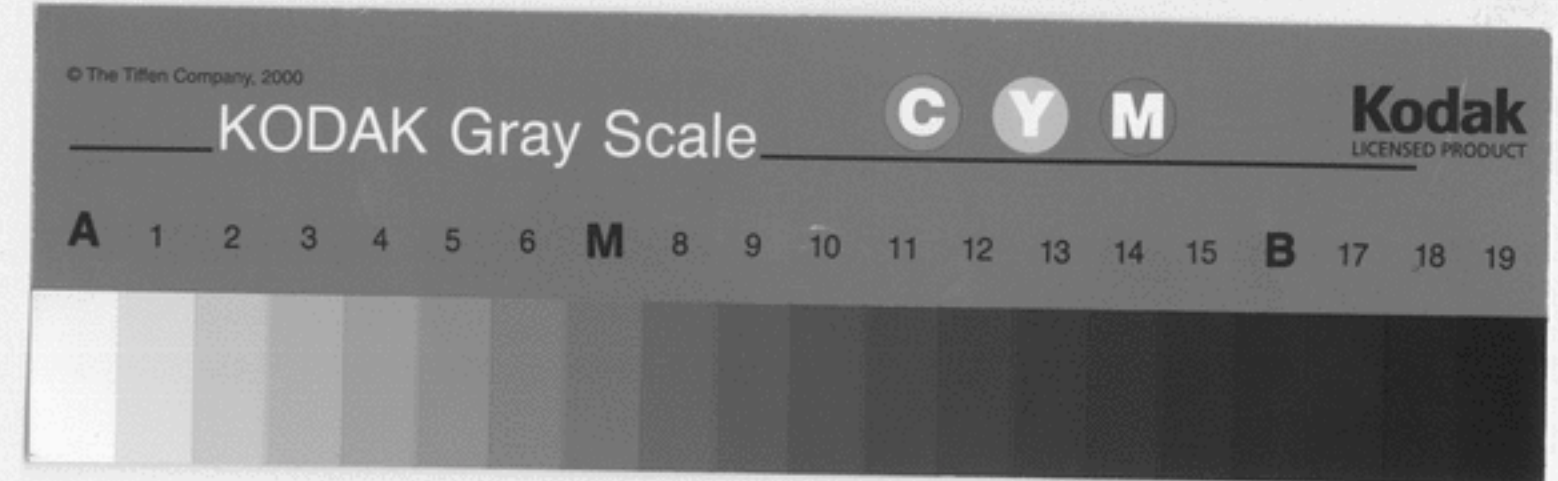 © The Tiffen Company, 2000
KODAK Gray Scale
C Y M
Kodak
LICENSED PRODUCT
A 1 2 3 4 5 6 M 8 9 10 11 12 13 14 15 B 17 18 19